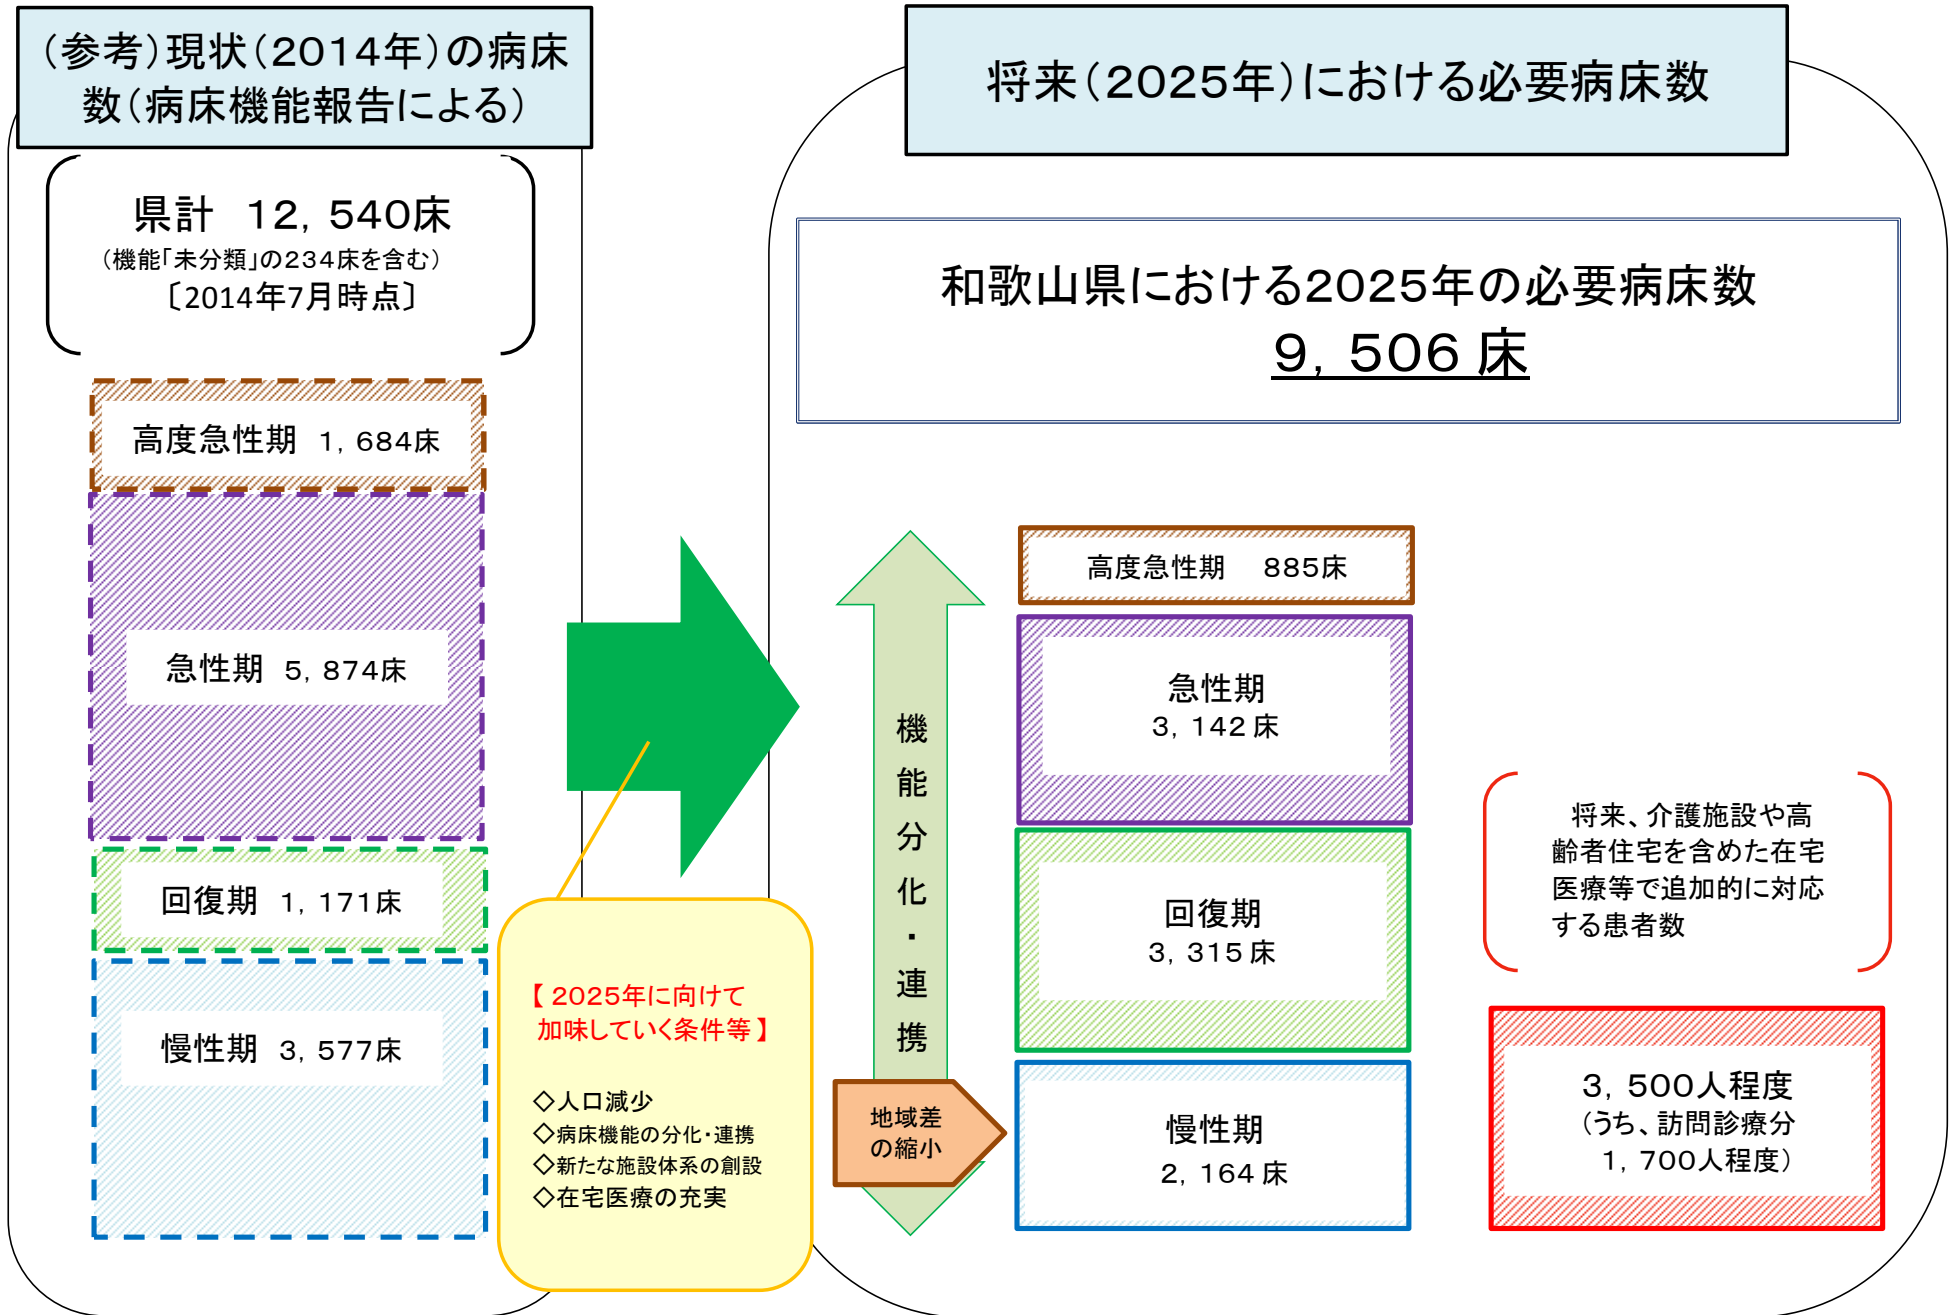 （参考）現状（２０１４年）の病床
数（病床機能報告による）
県計　１２，５４０床
（機能「未分類」の２３４床を含む）
〔2014年7月時点〕
高度急性期　１，６８４床
急性期　５，８７４床
回復期　１，１７１床
慢性期　３，５７７床
【 ２０２５年に向けて
加味していく条件等 】
◇人口減少
◇病床機能の分化・連携
◇新たな施設体系の創設
◇在宅医療の充実
将来（２０２５年）における必要病床数
和歌山県における２０２５年の必要病床数
９，５０６ 床
機能分化・連携
地域差
の縮小
高度急性期　８８５床
急性期
３，１４２ 床
回復期
３，３１５ 床
慢性期
２，１６４ 床
将来、介護施設や高
齢者住宅を含めた在宅
医療等で追加的に対応
する患者数
３，５００人程度
（うち、訪問診療分
１，７００人程度）